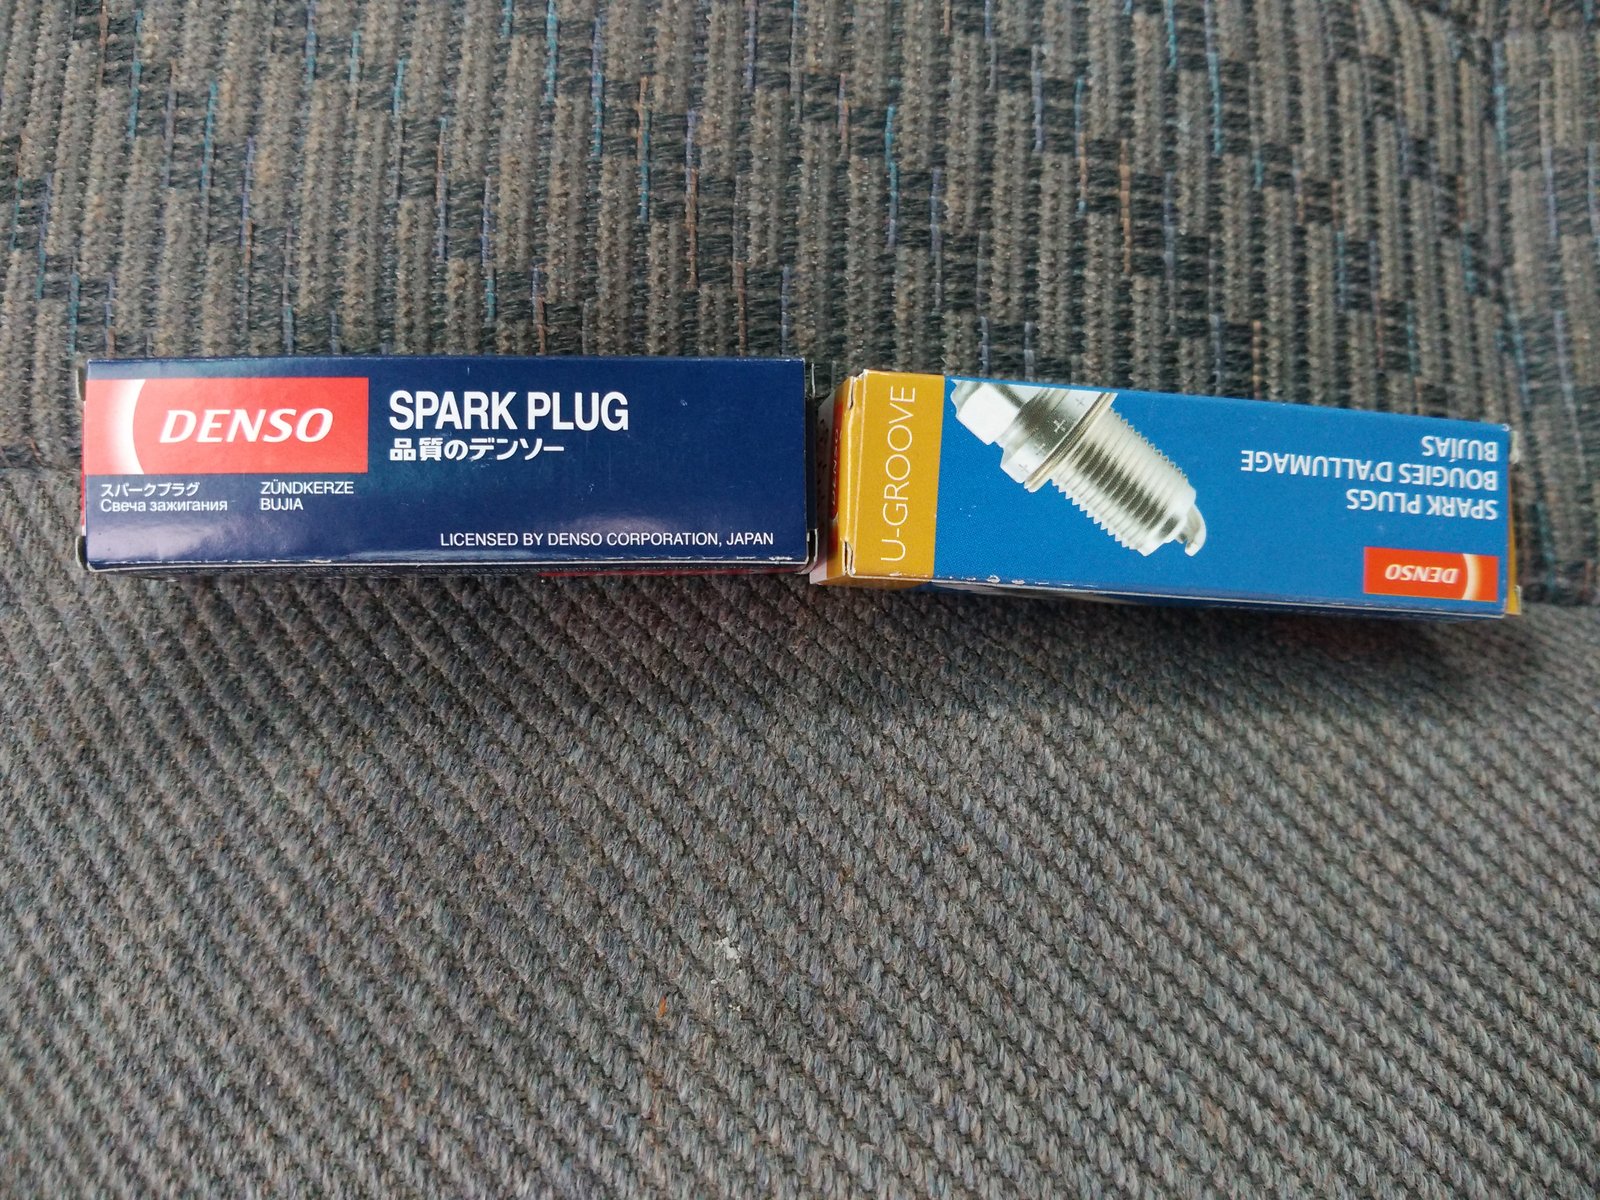 DENSO
SPARK PLUG
品質のデンソー
スパークプラグ
Свеча зажигания
ZÜNDKERZE
BUJIA
LICENSED BY DENSO CORPORATION, JAPAN
U-GROOVE
DENSO
SPARK PLUGS
BOUGIES D'ALLUMAGE
BUJÍAS